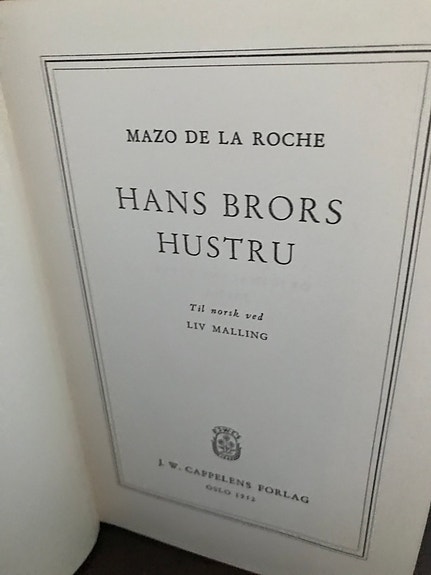 MAZO DE LA ROCHE
HANS BRORS
HUSTRU
Til norsk ved
LIV MALLING
J. W. CAPPELENS FORLAG
OSLO